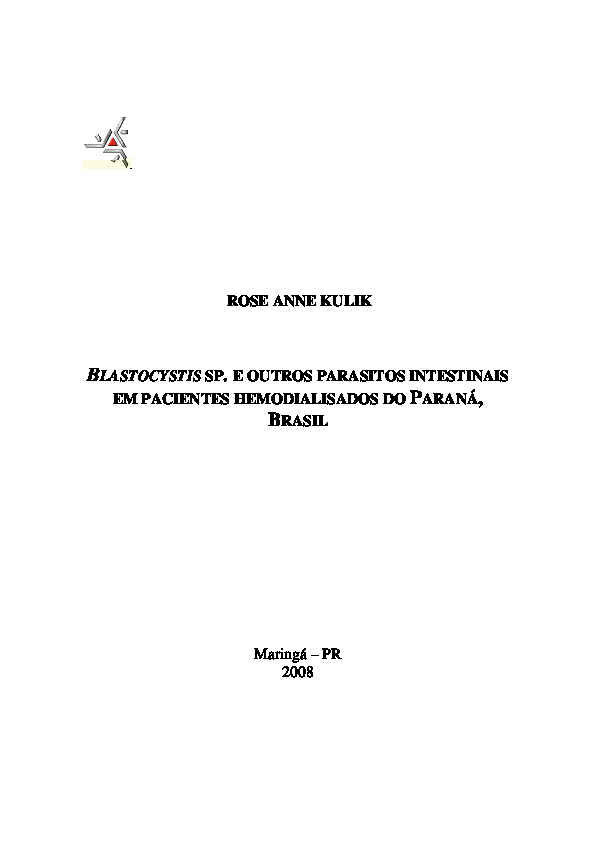 ROSE ANNE KULIK
BLASTOCYSTIS SP. E OUTROS PARASITOS INTESTINAIS
EM PACIENTES HEMODIALISADOS DO PARANÁ,
BRASIL
Maringá – PR
2008